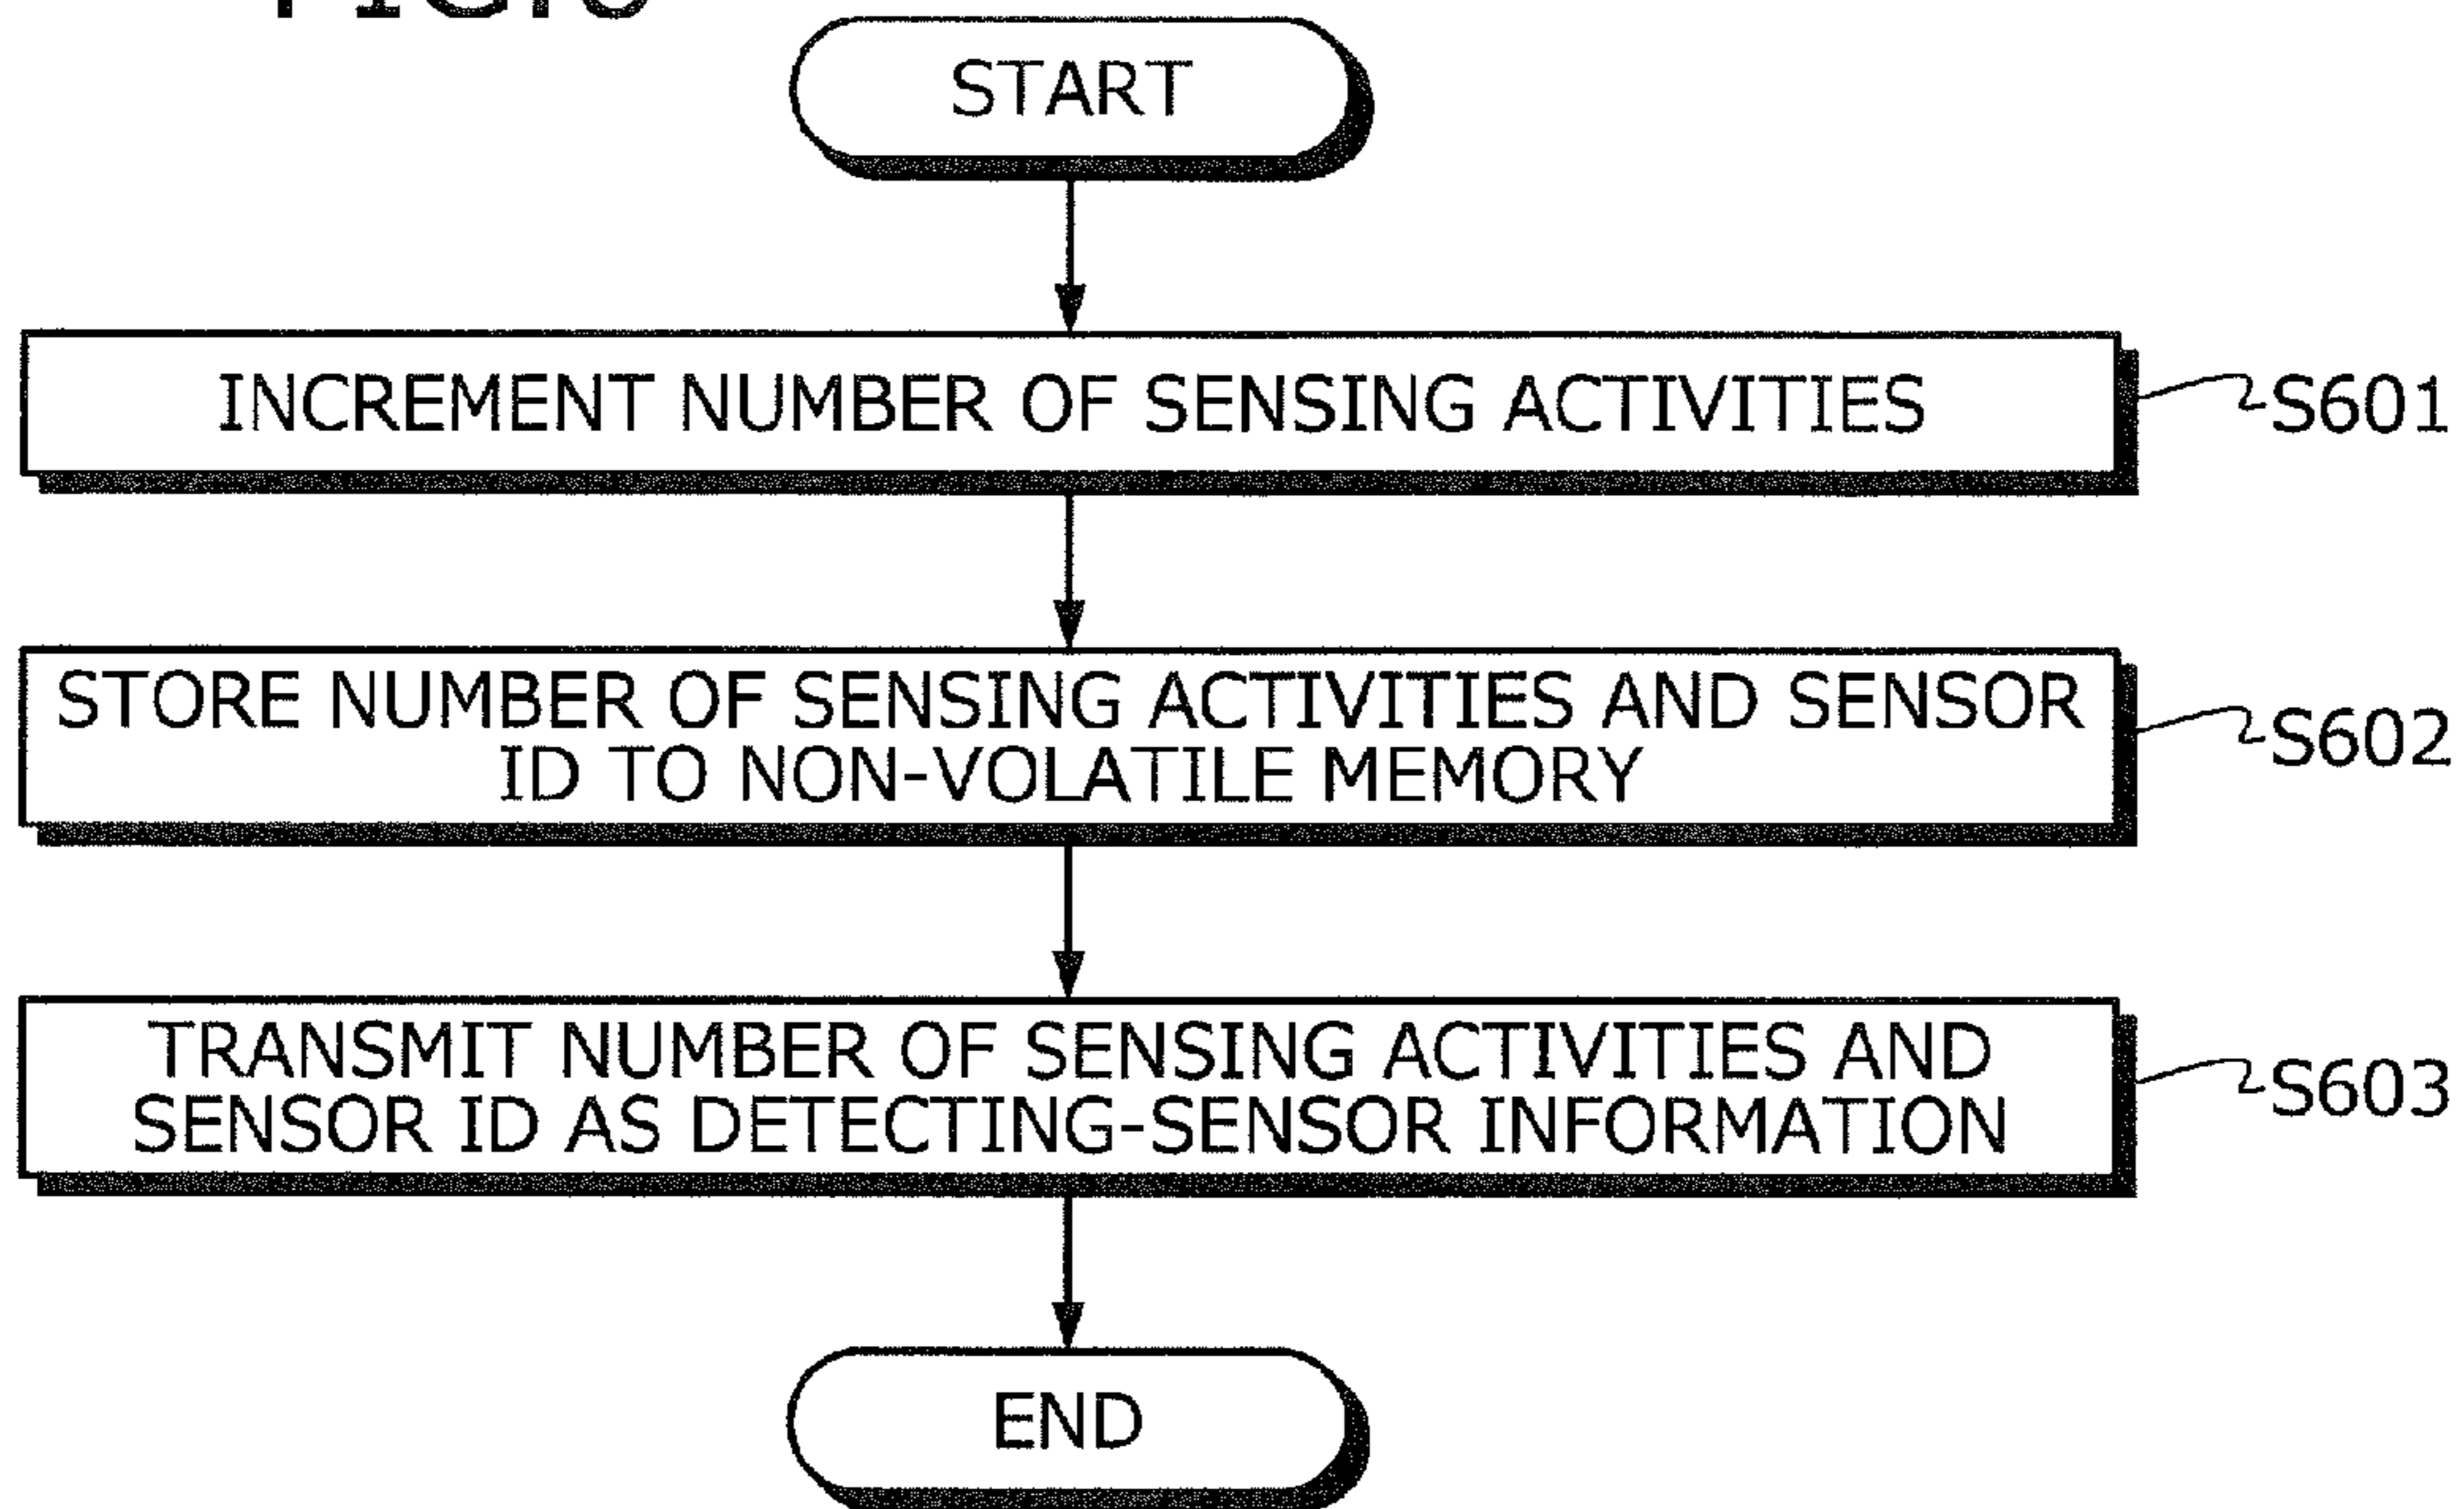 START
INCREMENT NUMBER OF SENSING ACTIVITIES
S601
STORE NUMBER OF SENSING ACTIVITIES AND SENSOR
ID TO NON-VOLATILE MEMORY
S602
TRANSMIT NUMBER OF SENSING ACTIVITIES AND
SENSOR ID AS DETECTING-SENSOR INFORMATION
S603
END